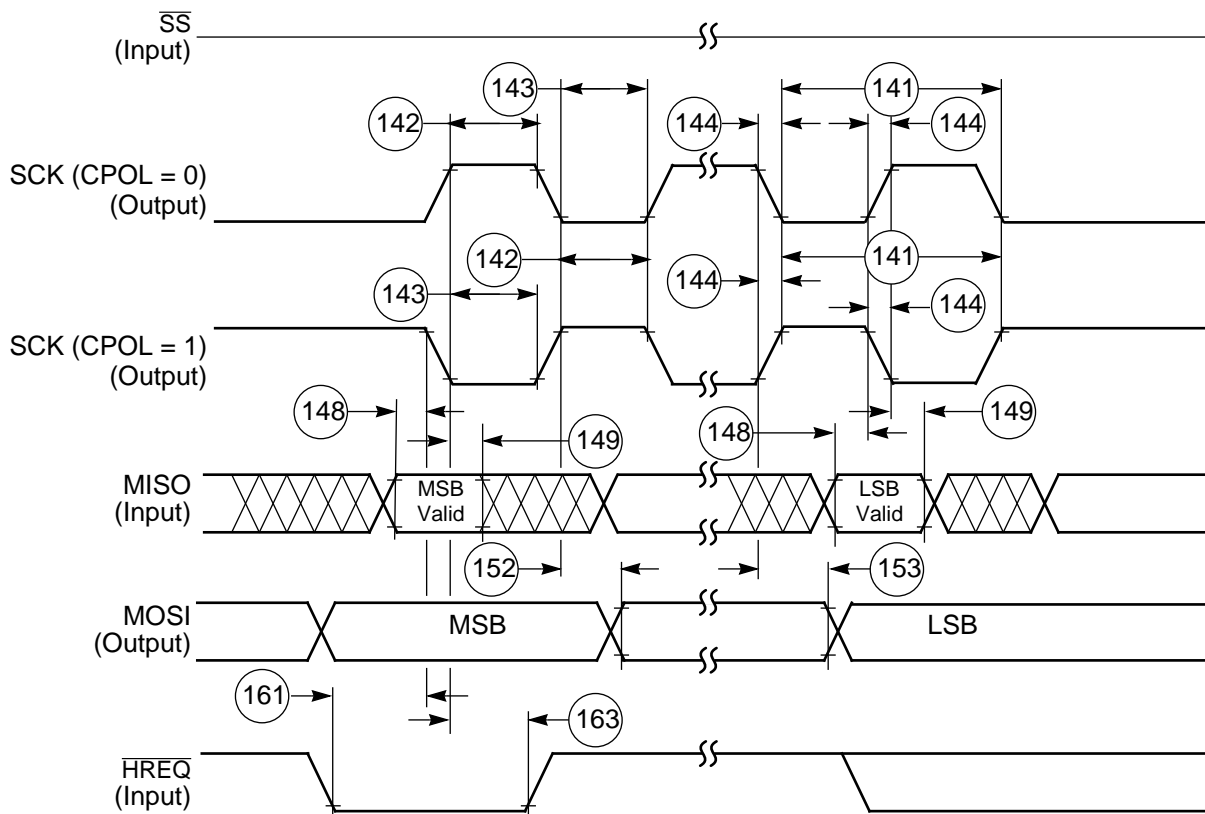 SS
(Input)
143
141
142
144
144
SCK (CPOL = 0)
(Output)
142
141
143
144
144
SCK (CPOL = 1)
(Output)
148
149
148
149
MISO
(Input)
MSB
Valid
LSB
Valid
152
153
MOSI
(Output)
MSB
LSB
161
163
HREQ
(Input)